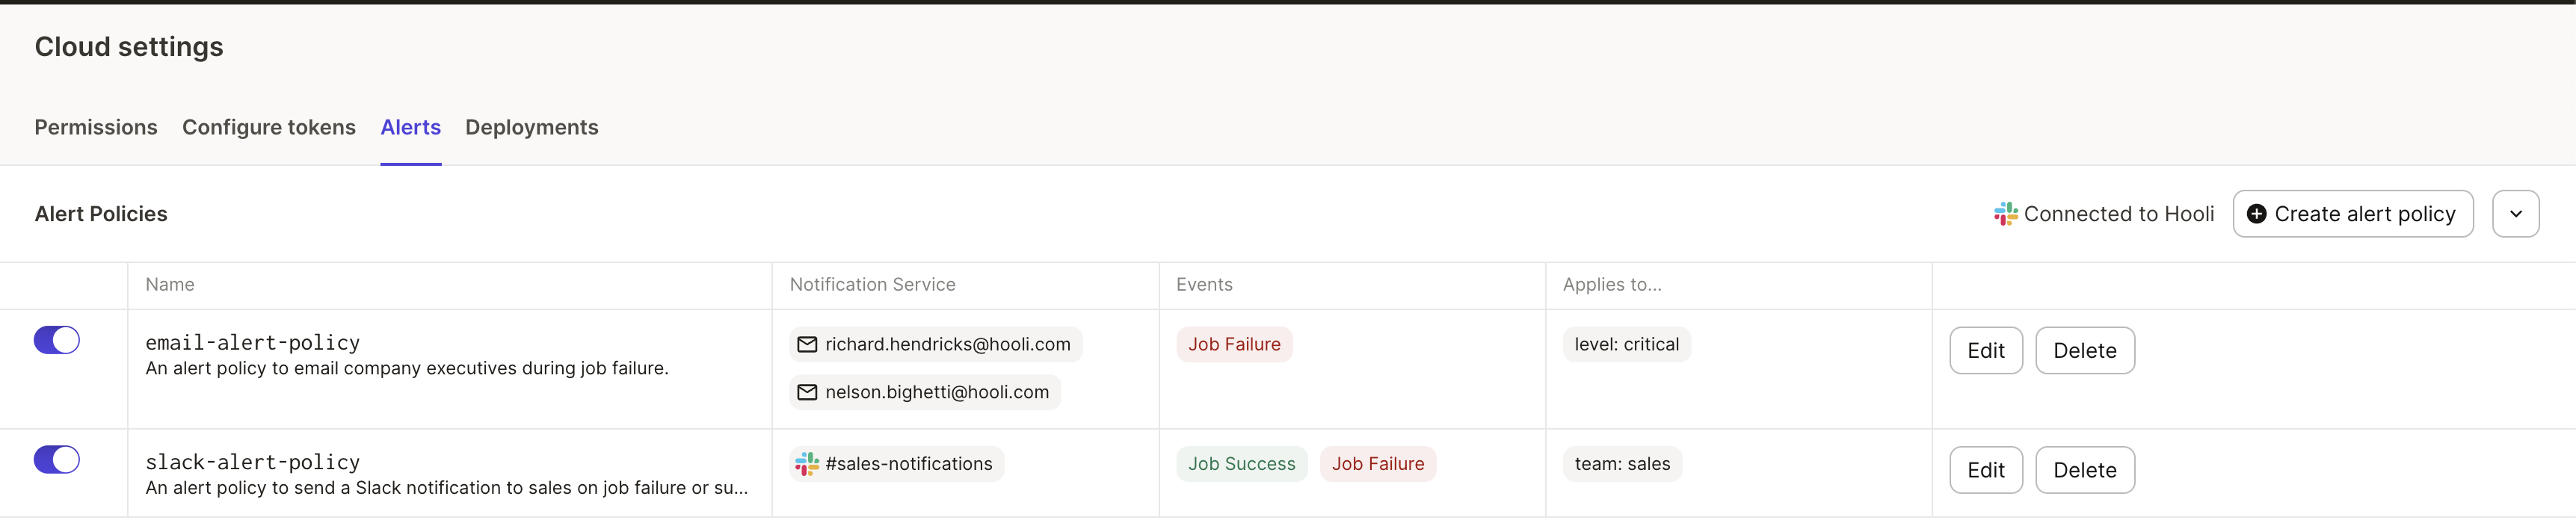 Cloud settings
Permissions Configure tokens Alerts Deployments
Alert Policies Connected to Hooli Create alert policy
Name Notification Service Events Applies to...
email-alert-policy richard.hendricks@hooli.com Job Failure level: critical Edit Delete
An alert policy to email company executives during job failure.
nelson.bighetti@hooli.com
slack-alert-policy #sales-notifications Job Success Job Failure team: sales Edit Delete
An alert policy to send a Slack notification to sales on job failure or su...